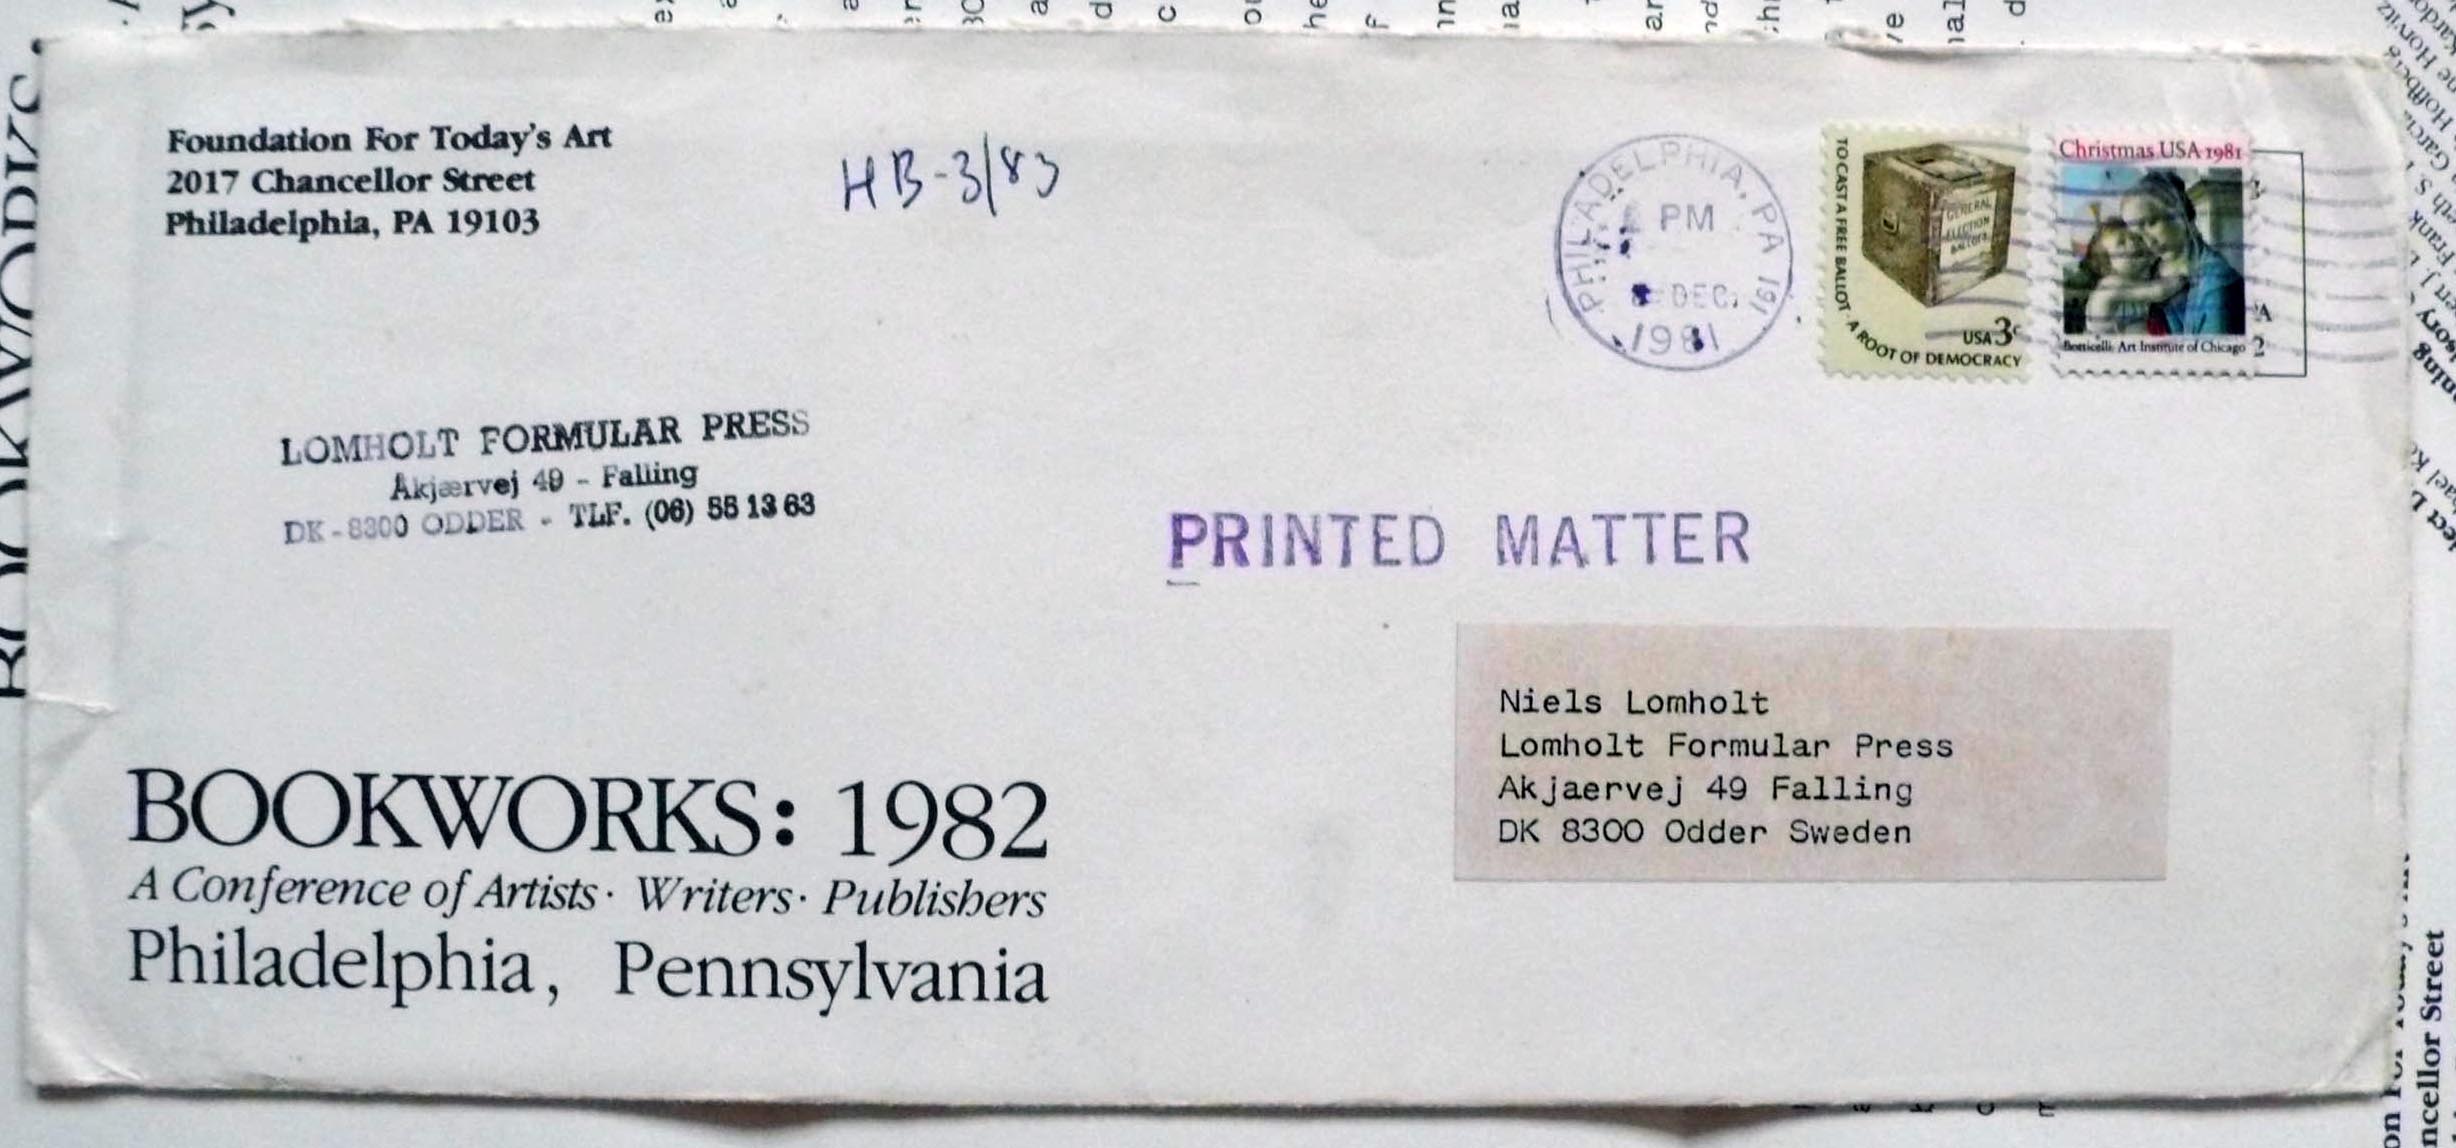 Foundation For Today's Art
2017 Chancellor Street
Philadelphia, PA 19103
HB-3/83
PHILADELPHIA, PA 191
PM
8 DEC.
1981
TO CAST A FREE BALLOT · A ROOT OF DEMOCRACY
GENERAL
ELECTION
BALLOTS
USA 3c
Christmas USA 1981
Botticelli: Art Institute of Chicago
LOMHOLT FORMULAR PRESS
Akjærvej 49 - Falling
DK-8300 ODDER - TLF. (06) 55 13 63
PRINTED MATTER
Niels Lomholt
Lomholt Formular Press
Akjaervej 49 Falling
DK 8300 Odder Sweden
BOOKWORKS: 1982
A Conference of Artists · Writers · Publishers
Philadelphia, Pennsylvania
BOOKWORKS:
ncellor Street